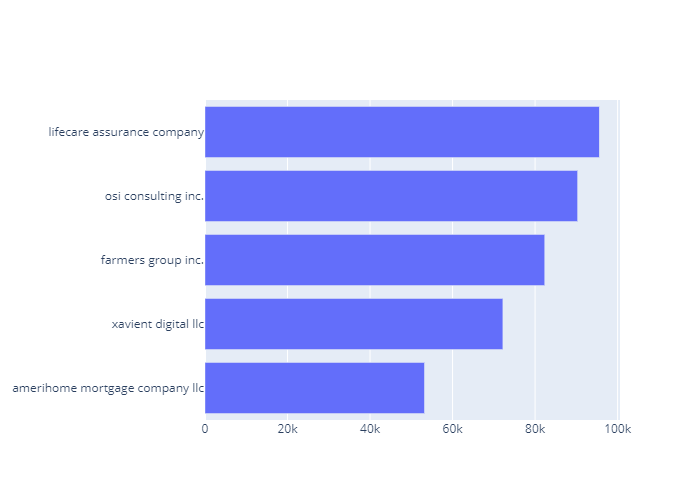 lifecare assurance company
osi consulting inc.
farmers group inc.
xavient digital llc
amerihome mortgage company llc
0 20k 40k 60k 80k 100k